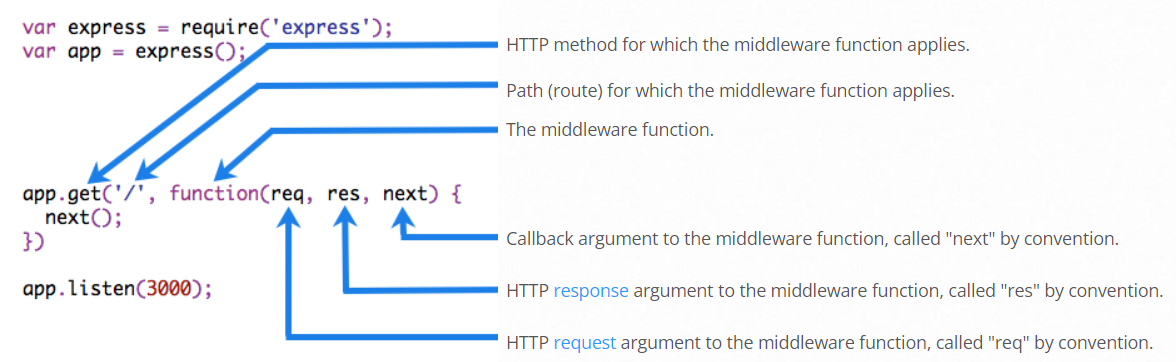 var express = require('express');
var app = express();
HTTP method for which the middleware function applies.
Path (route) for which the middleware function applies.
The middleware function.
app.get('/', function(req, res, next) {
next();
})
Callback argument to the middleware function, called "next" by convention.
app.listen(3000);
HTTP response argument to the middleware function, called "res" by convention.
HTTP request argument to the middleware function, called "req" by convention.